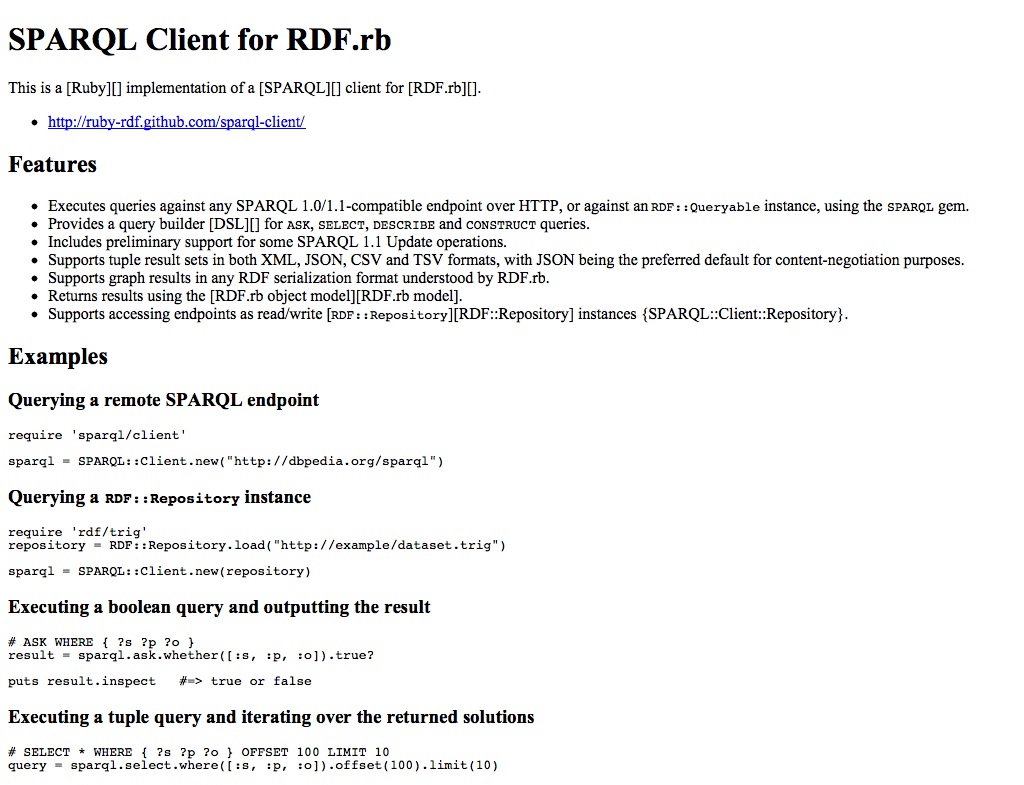 SPARQL Client for RDF.rb
This is a [Ruby][] implementation of a [SPARQL][] client for [RDF.rb][].
• http://ruby-rdf.github.com/sparql-client/
Features
• Executes queries against any SPARQL 1.0/1.1-compatible endpoint over HTTP, or against an RDF::Queryable instance, using the SPARQL gem.
• Provides a query builder [DSL][] for ASK, SELECT, DESCRIBE and CONSTRUCT queries.
• Includes preliminary support for some SPARQL 1.1 Update operations.
• Supports tuple result sets in both XML, JSON, CSV and TSV formats, with JSON being the preferred default for content-negotiation purposes.
• Supports graph results in any RDF serialization format understood by RDF.rb.
• Returns results using the [RDF.rb object model][RDF.rb model].
• Supports accessing endpoints as read/write [RDF::Repository][RDF::Repository] instances {SPARQL::Client::Repository}.
Examples
Querying a remote SPARQL endpoint
require 'sparql/client'
sparql = SPARQL::Client.new("http://dbpedia.org/sparql")
Querying a RDF::Repository instance
require 'rdf/trig'
repository = RDF::Repository.load("http://example/dataset.trig")
sparql = SPARQL::Client.new(repository)
Executing a boolean query and outputting the result
# ASK WHERE { ?s ?p ?o }
result = sparql.ask.whether([:s, :p, :o]).true?
puts result.inspect   #=> true or false
Executing a tuple query and iterating over the returned solutions
# SELECT * WHERE { ?s ?p ?o } OFFSET 100 LIMIT 10
query = sparql.select.where([:s, :p, :o]).offset(100).limit(10)